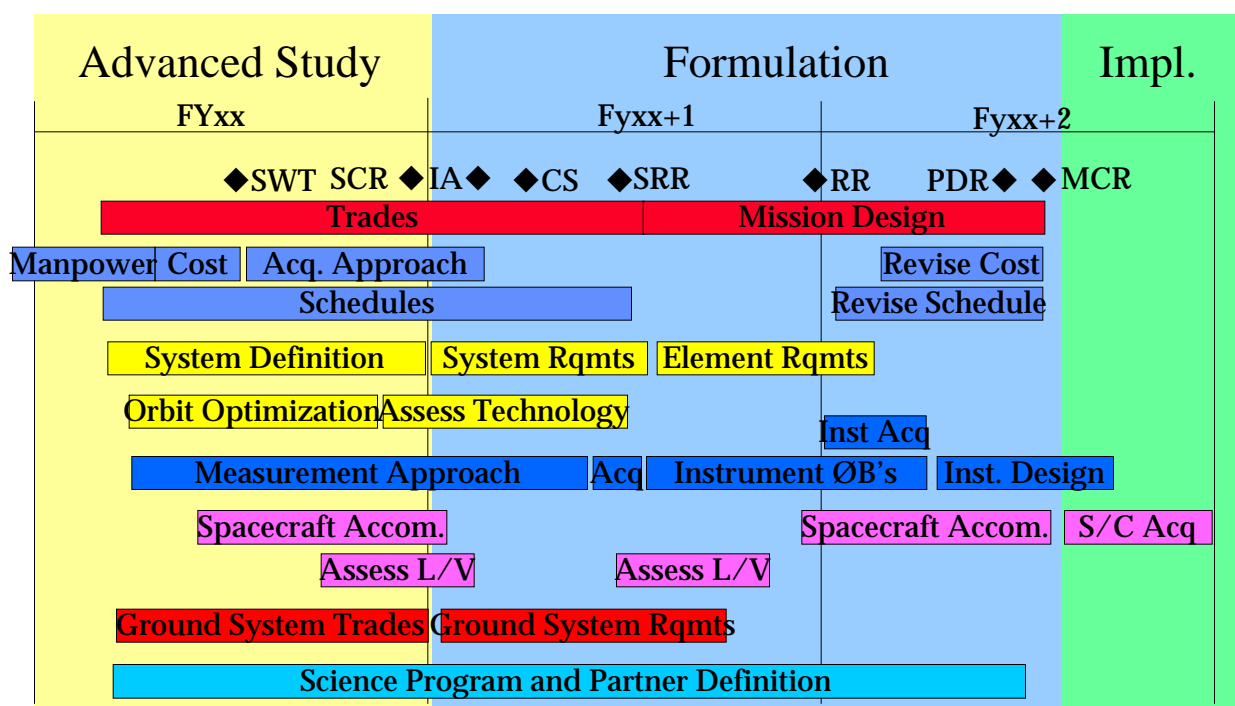 Advanced Study Formulation Impl.
FYxx Fyxx+1 Fyxx+2
SWT SCR IA CS SRR RR PDR MCR
Trades Mission Design
Manpower Cost Acq. Approach Revise Cost
Schedules Revise Schedule
System Definition System Rqmts Element Rqmts
Orbit Optimization Assess Technology
Inst Acq
Measurement Approach Acq Instrument ØB's Inst. Design
Spacecraft Accom. Spacecraft Accom. S/C Acq
Assess L/V Assess L/V
Ground System Trades Ground System Rqmts
Science Program and Partner Definition